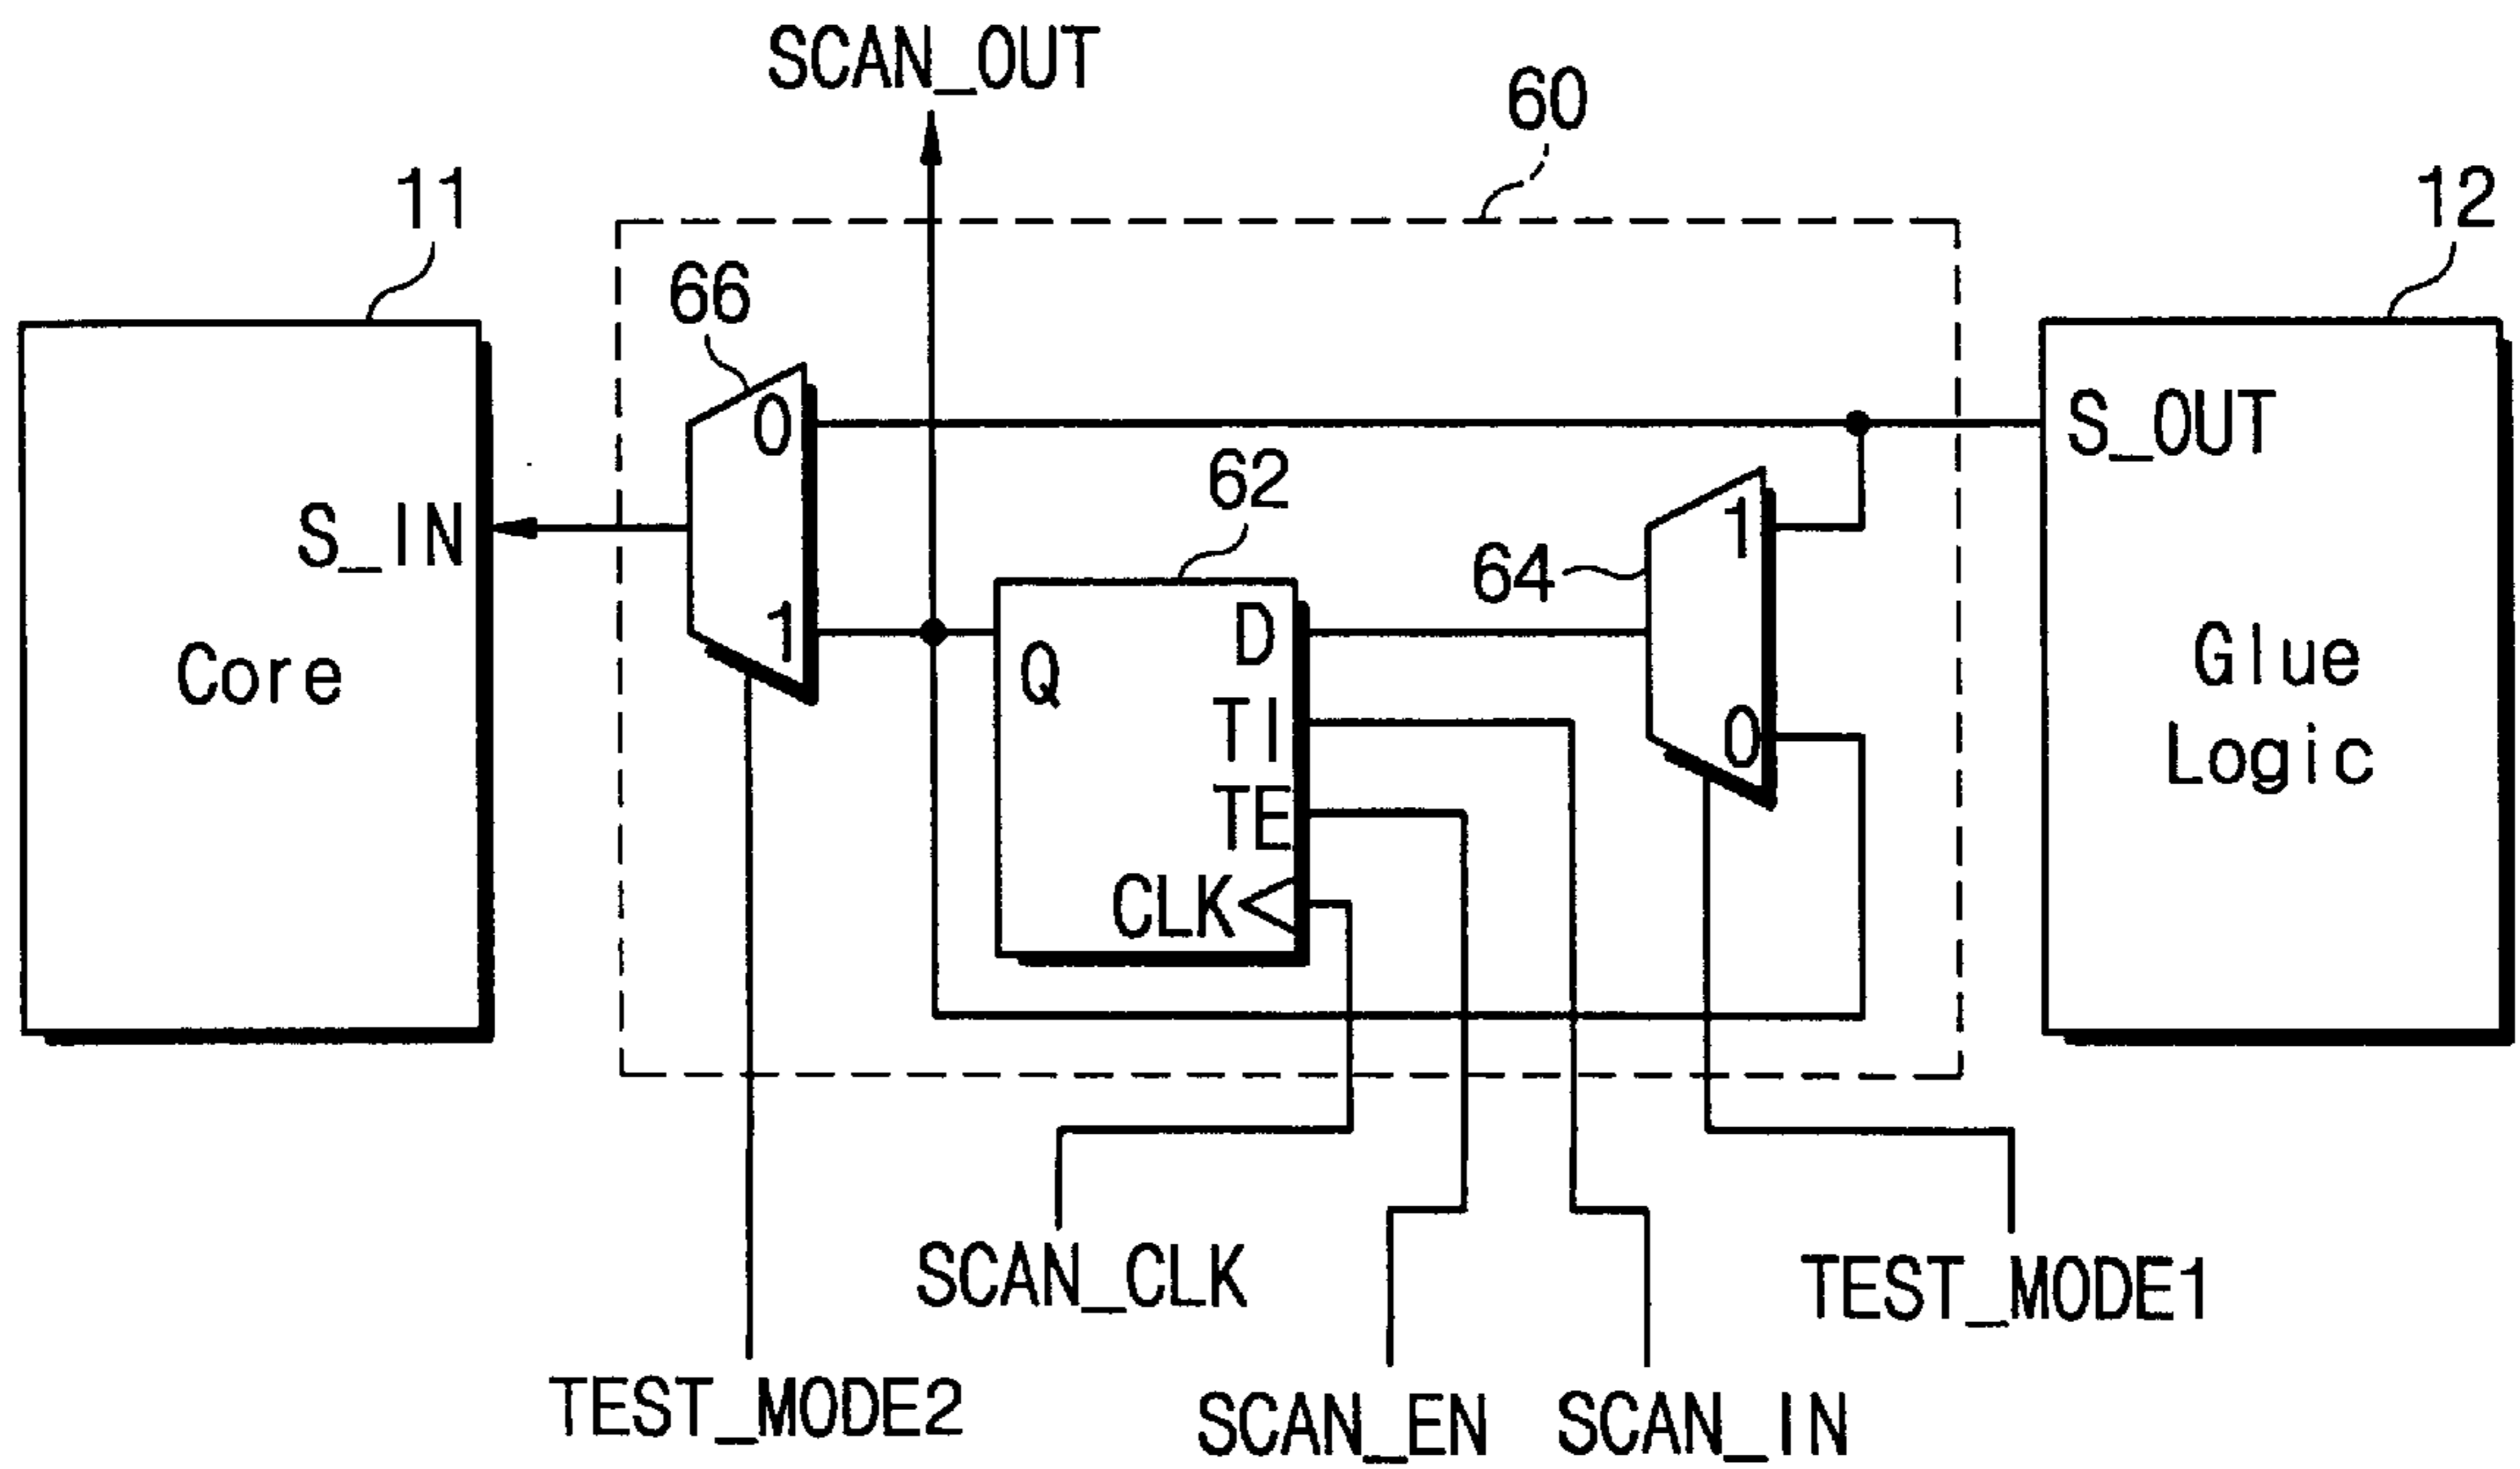 SCAN_OUT
60
11
12
66
0
S_OUT
62
1
S_IN
64
1
D
Q
Core
Glue
Logic
TI
0
TE
CLK
SCAN_CLK
TEST_MODE1
TEST_MODE2
SCAN_EN
SCAN_IN